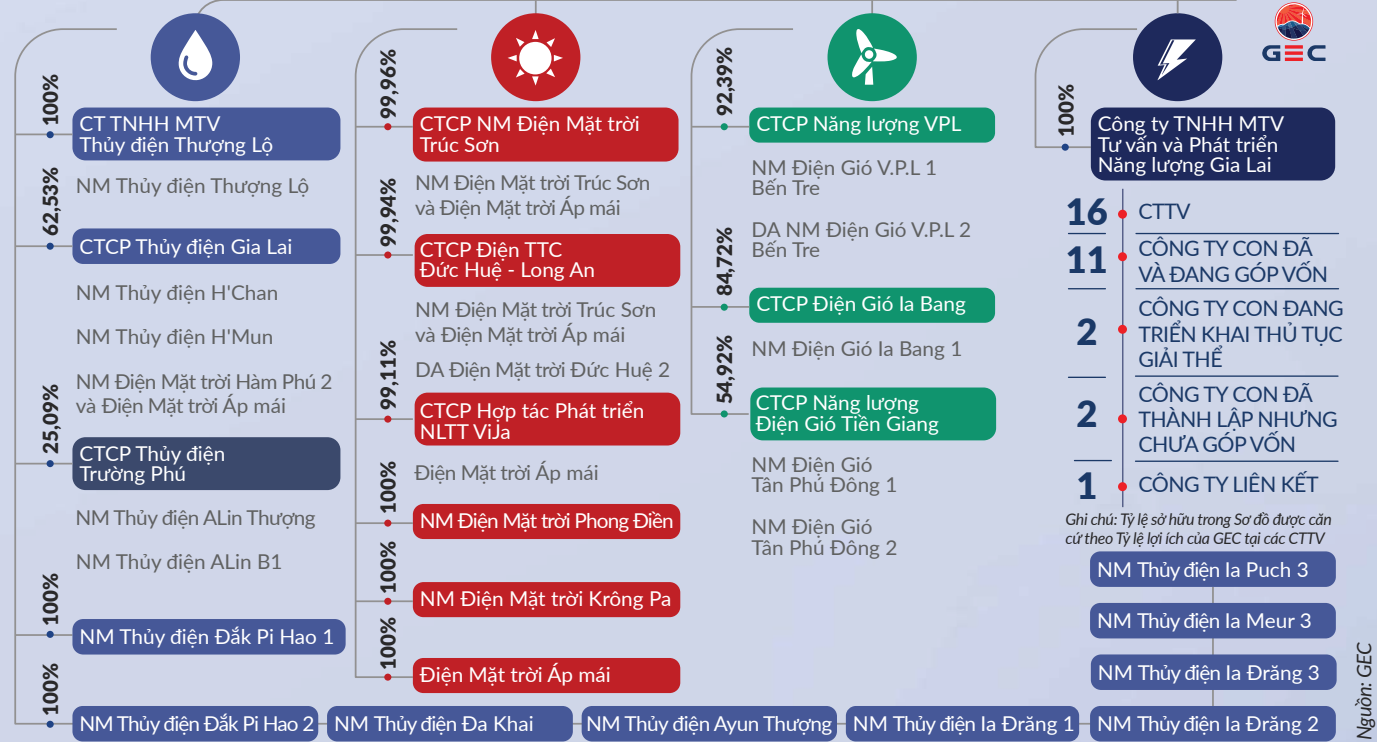 GEC
100%
CT TNHH MTV
Thủy điện Thượng Lộ
NM Thủy điện Thượng Lộ
62,53%
CTCP Thủy điện Gia Lai
NM Thủy điện H'Chan
NM Thủy điện H'Mun
NM Điện Mặt trời Hàm Phú 2
và Điện Mặt trời Áp mái
25,09%
CTCP Thủy điện
Trường Phú
NM Thủy điện ALin Thượng
NM Thủy điện ALin B1
100%
NM Thủy điện Đắk Pi Hao 1
100%
NM Thủy điện Đắk Pi Hao 2
NM Thủy điện Đa Khai
NM Thủy điện Ayun Thượng
NM Thủy điện Ia Đrăng 1
NM Thủy điện Ia Đrăng 2
NM Thủy điện Ia Đrăng 3
NM Thủy điện Ia Meur 3
NM Thủy điện Ia Puch 3
99,96%
CTCP NM Điện Mặt trời
Trúc Sơn
NM Điện Mặt trời Trúc Sơn
và Điện Mặt trời Áp mái
99,94%
CTCP Điện TTC
Đức Huệ - Long An
NM Điện Mặt trời Trúc Sơn
và Điện Mặt trời Áp mái
DA Điện Mặt trời Đức Huệ 2
99,11%
CTCP Hợp tác Phát triển
NLTT ViJa
Điện Mặt trời Áp mái
100%
NM Điện Mặt trời Phong Điền
100%
NM Điện Mặt trời Krông Pa
100%
Điện Mặt trời Áp mái
92,39%
CTCP Năng lượng VPL
NM Điện Gió V.P.L 1
Bến Tre
DA NM Điện Gió V.P.L 2
Bến Tre
84,72%
CTCP Điện Gió Ia Bang
NM Điện Gió Ia Bang 1
54,92%
CTCP Năng lượng
Điện Gió Tiền Giang
NM Điện Gió
Tân Phú Đông 1
NM Điện Gió
Tân Phú Đông 2
100%
Công ty TNHH MTV
Tư vấn và Phát triển
Năng lượng Gia Lai
16 CTTV
11 CÔNG TY CON ĐÃ
VÀ ĐANG GÓP VỐN
2 CÔNG TY CON ĐANG
TRIỂN KHAI THỦ TỤC
GIẢI THỂ
2 CÔNG TY CON ĐÃ
THÀNH LẬP NHƯNG
CHƯA GÓP VỐN
1 CÔNG TY LIÊN KẾT
Ghi chú: Tỷ lệ sở hữu trong Sơ đồ được căn
cứ theo Tỷ lệ lợi ích của GEC tại các CTTV
Nguồn: GEC